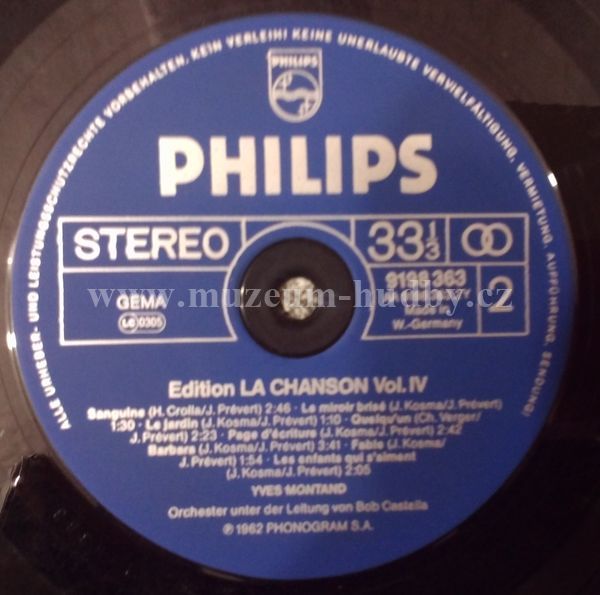 ALLE URHEBER- UND LEISTUNGSSCHUTZRECHTE VORBEHALTEN. KEIN VERLEIH! KEINE UNERLAUBTE VERVIELFÄLTIGUNG, VERMIETUNG, AUFFÜHRUNG, SENDUNG!
PHILIPS
PHILIPS
STEREO
33 1/3
GEMA
LC 0305
9198 363
Made in
W.-Germany
2
www.muzeum-hudby.cz
Edition LA CHANSON Vol. IV
Sanguine (H. Crolla/J. Prévert) 2:46 · Le miroir brisé (J. Kosma/J. Prévert)
1:30 · Le jardin (J. Kosma/J. Prévert) 1:10 · Quelqu'un (Ch. Verger/
J. Prévert) 2:23 · Page d'écriture (J. Kosma/J. Prévert) 2:42
Barbara (J. Kosma/J. Prévert) 3:41 · Fable (J. Kosma/
J. Prévert) 1:54 · Les enfants qui s'aiment
(J. Kosma/J. Prévert) 2:05
YVES MONTAND
Orchester unter der Leitung von Bob Castella
℗ 1962 PHONOGRAM S.A.